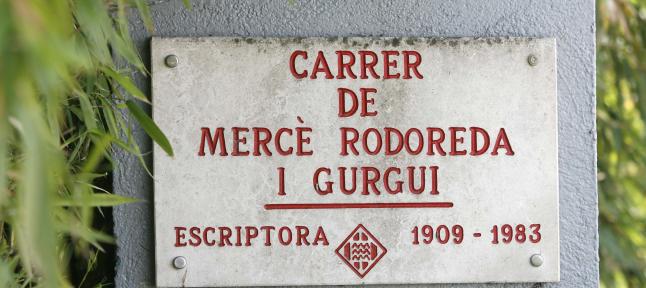 CARRER
DE
MERCÈ RODOREDA
I GURGUI
ESCRIPTORA 1909 - 1983